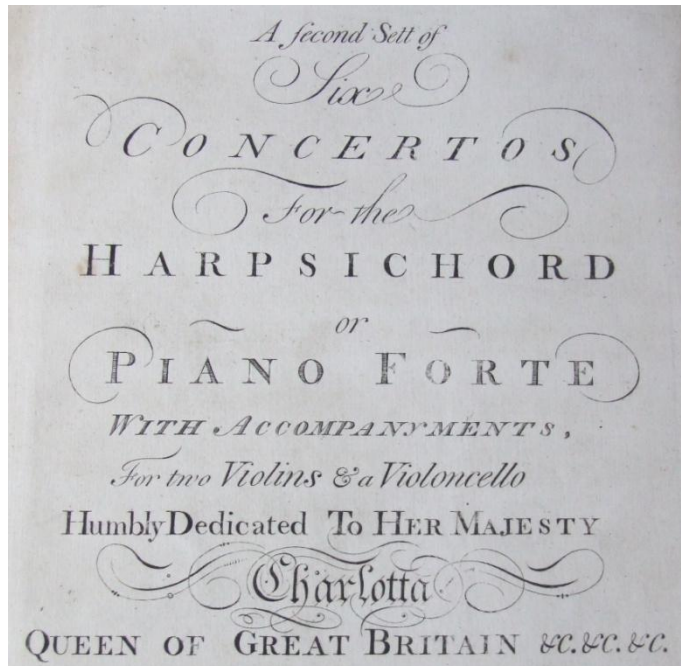 A second Sett of
Six
CONCERTOS
For the
HARPSICHORD
or
PIANO FORTE
WITH ACCOMPANYMENTS,
For two Violins & a Violoncello
Humbly Dedicated To HER MAJESTY
Charlotta
QUEEN OF GREAT BRITAIN &c. &c. &c.